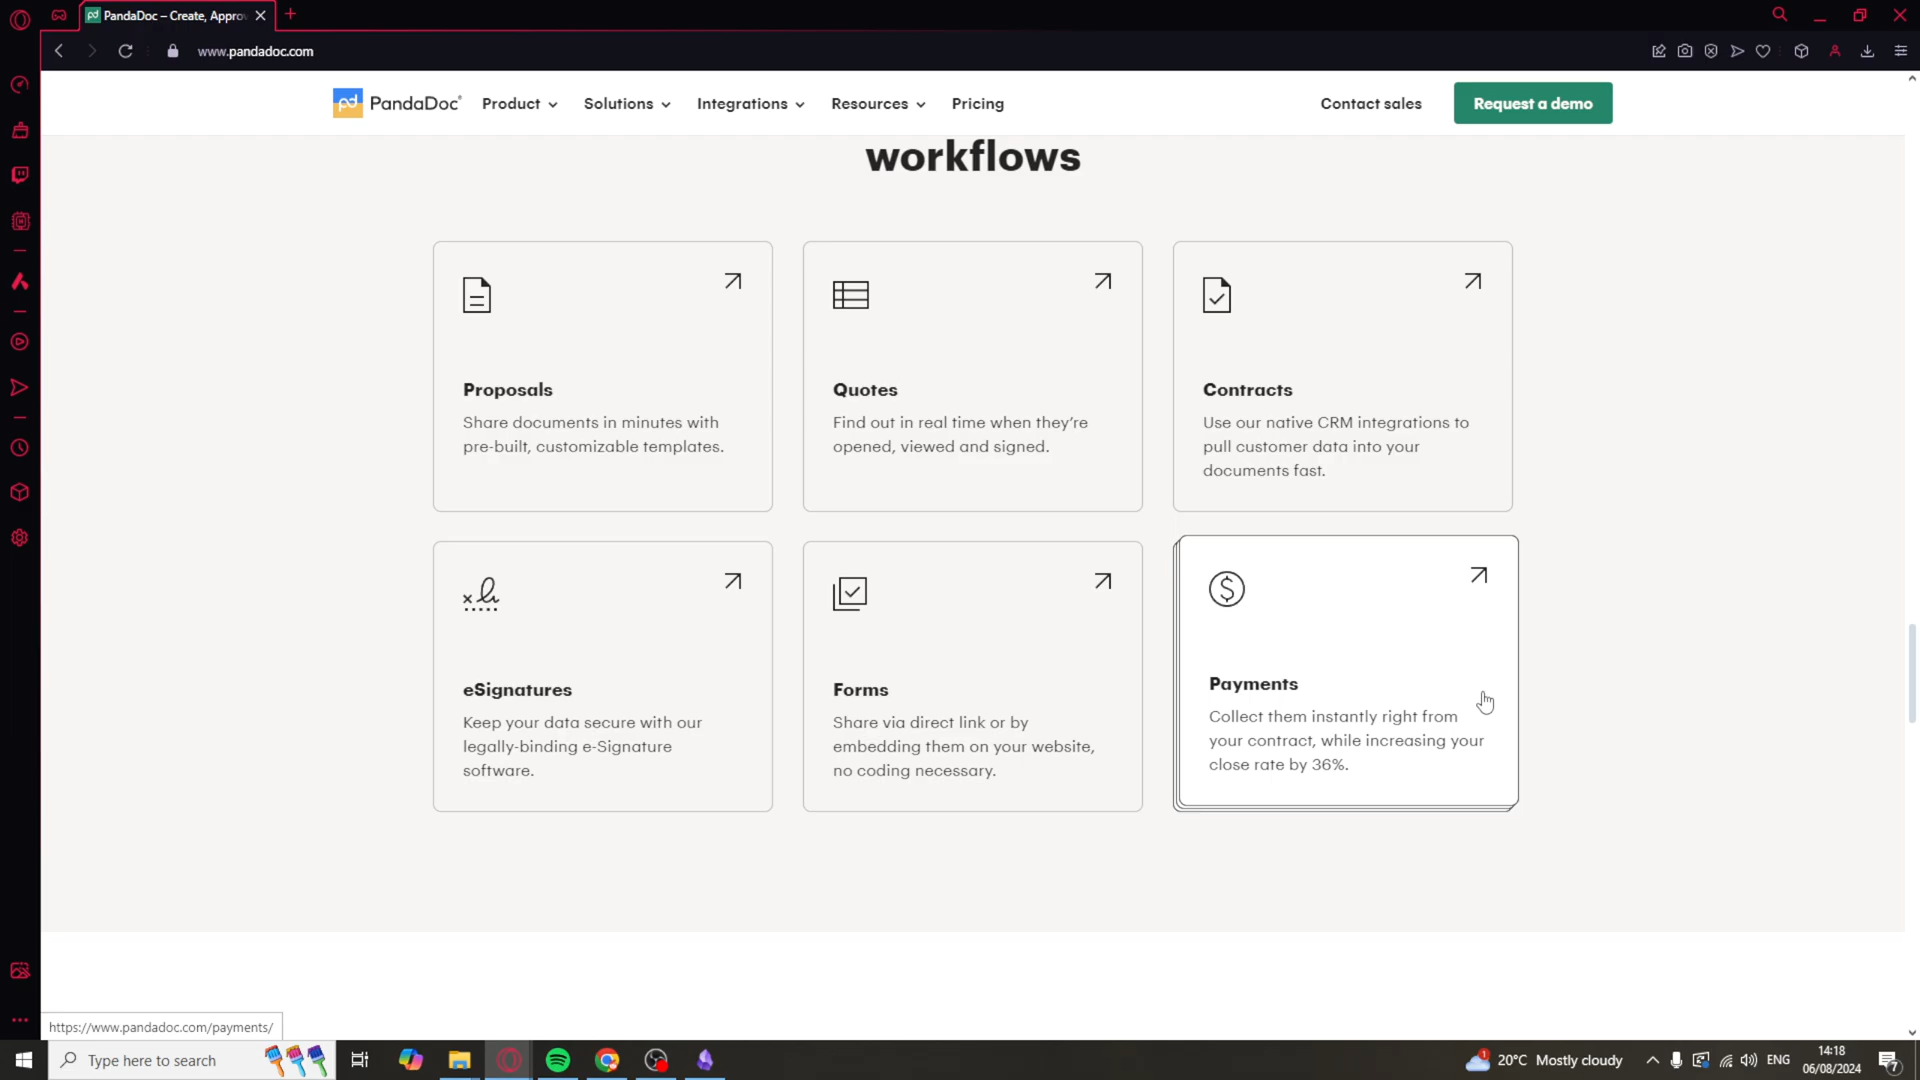 PandaDoc – Create, Approv
www.pandadoc.com
pd PandaDoc Product Solutions Integrations Resources Pricing Contact sales Request a demo
workflows
Proposals
Share documents in minutes with
pre-built, customizable templates.
Quotes
Find out in real time when they're
opened, viewed and signed.
Contracts
Use our native CRM integrations to
pull customer data into your
documents fast.
eSignatures
Keep your data secure with our
legally-binding e-Signature
software.
Forms
Share via direct link or by
embedding them on your website,
no coding necessary.
Payments
Collect them instantly right from
your contract, while increasing your
close rate by 36%.
https://www.pandadoc.com/payments/
Type here to search
1
20°C Mostly cloudy
ENG
14:18
06/08/2024
7